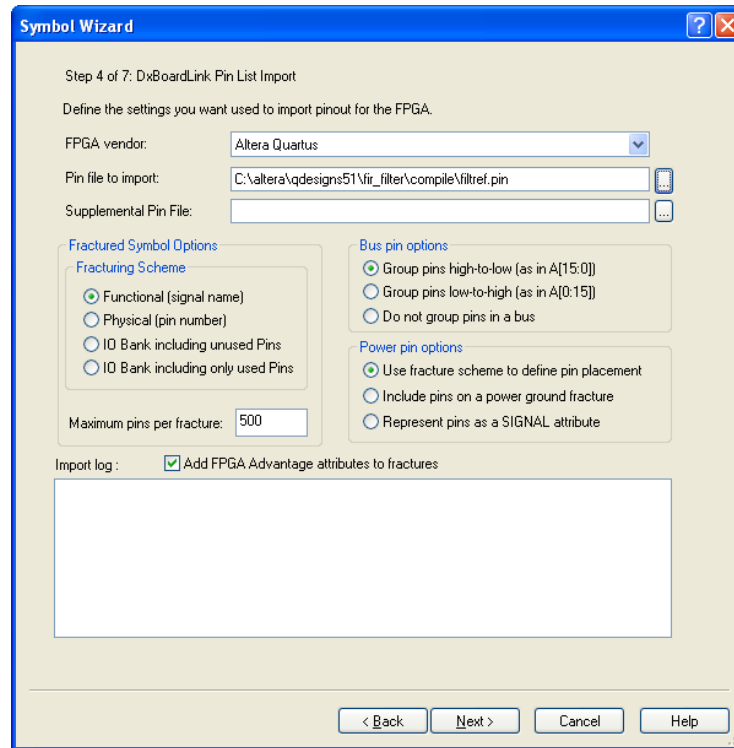 Symbol Wizard
Step 4 of 7: DxBoardLink Pin List Import
Define the settings you want used to import pinout for the FPGA.
FPGA vendor:
Altera Quartus
Pin file to import:
C:\altera\qdesigns51\fir_filter\compile\filtref.pin
...
Supplemental Pin File:
...
Fractured Symbol Options
Fracturing Scheme
Functional (signal name)
Physical (pin number)
IO Bank including unused Pins
IO Bank including only used Pins
Maximum pins per fracture:
500
Bus pin options
Group pins high-to-low (as in A[15:0])
Group pins low-to-high (as in A[0:15])
Do not group pins in a bus
Power pin options
Use fracture scheme to define pin placement
Include pins on a power ground fracture
Represent pins as a SIGNAL attribute
Import log :
Add FPGA Advantage attributes to fractures
< Back
Next >
Cancel
Help